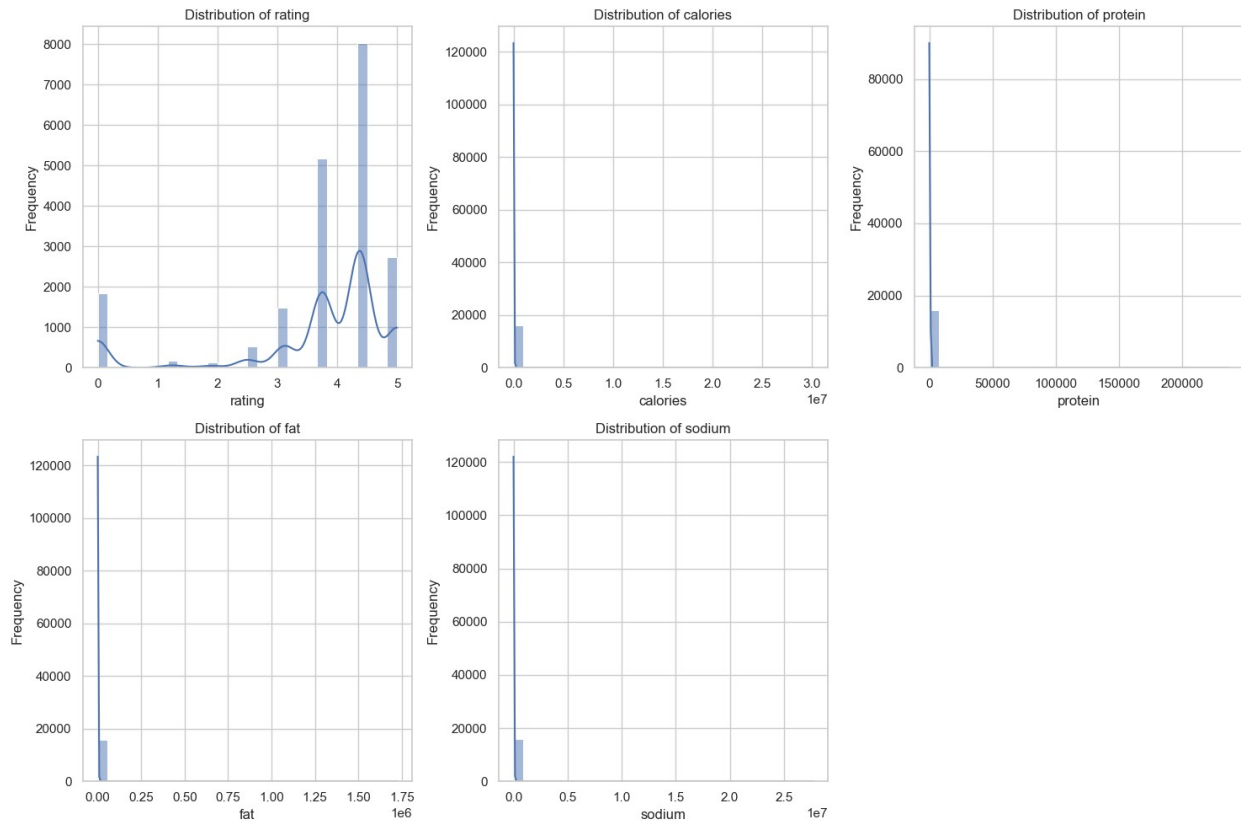 Distribution of rating
8000
7000
6000
5000
4000
3000
2000
1000
0
Frequency
0 1 2 3 4 5
rating
Distribution of calories
120000
100000
80000
60000
40000
20000
0
Frequency
0.0 0.5 1.0 1.5 2.0 2.5 3.0
1e7
calories
Distribution of protein
80000
60000
40000
20000
0
Frequency
0 50000 100000 150000 200000
protein
Distribution of fat
120000
100000
80000
60000
40000
20000
0
Frequency
0.00 0.25 0.50 0.75 1.00 1.25 1.50 1.75
1e6
fat
Distribution of sodium
120000
100000
80000
60000
40000
20000
0
Frequency
0.0 0.5 1.0 1.5 2.0 2.5
1e7
sodium